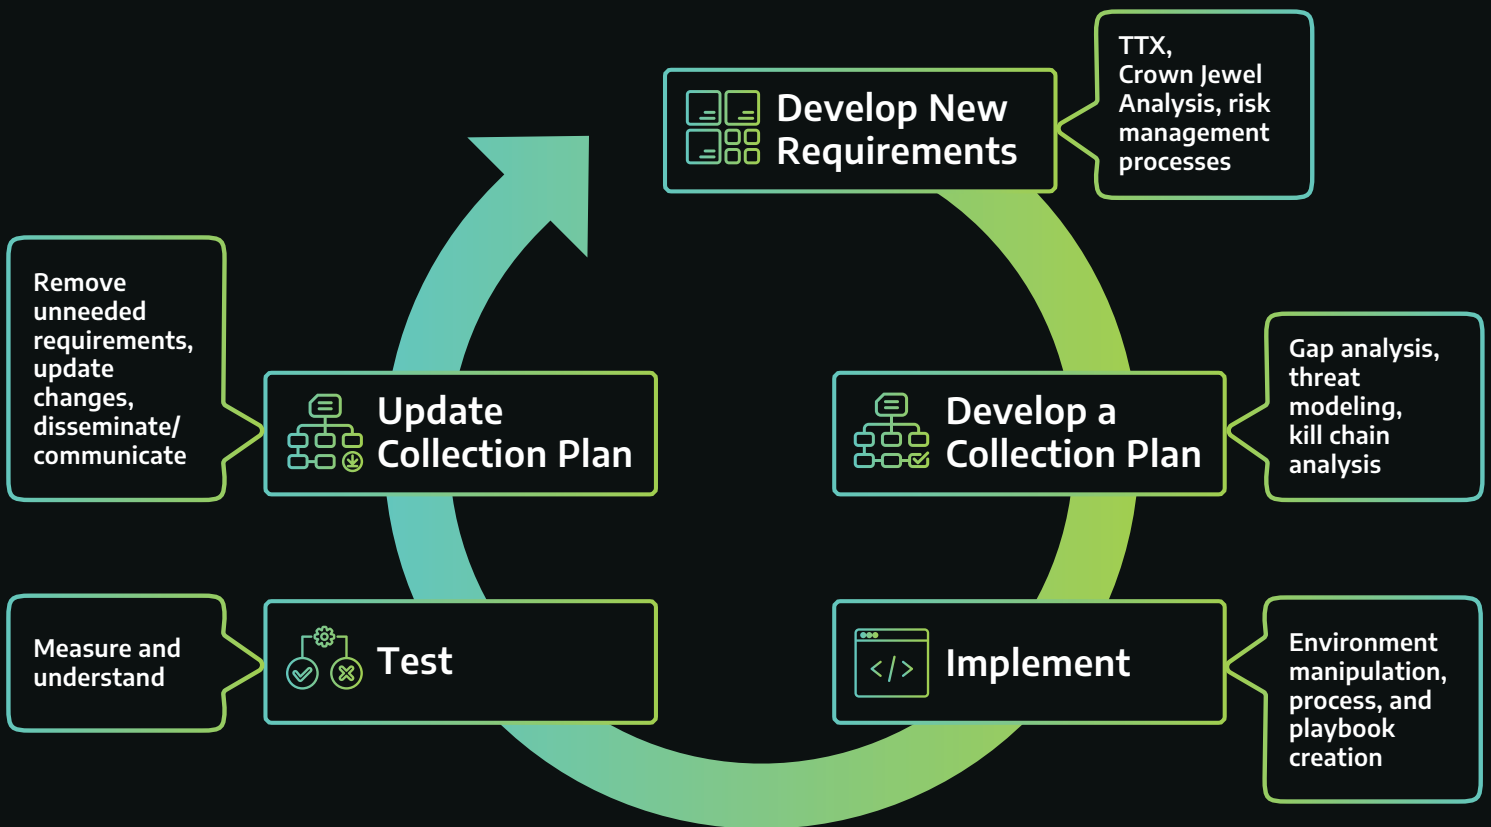 Develop New
Requirements
TTX,
Crown Jewel
Analysis, risk
management
processes
Develop a
Collection Plan
Gap analysis,
threat
modeling,
kill chain
analysis
Implement
</>
Environment
manipulation,
process, and
playbook
creation
Test
Measure and
understand
Update
Collection Plan
Remove
unneeded
requirements,
update
changes,
disseminate/
communicate